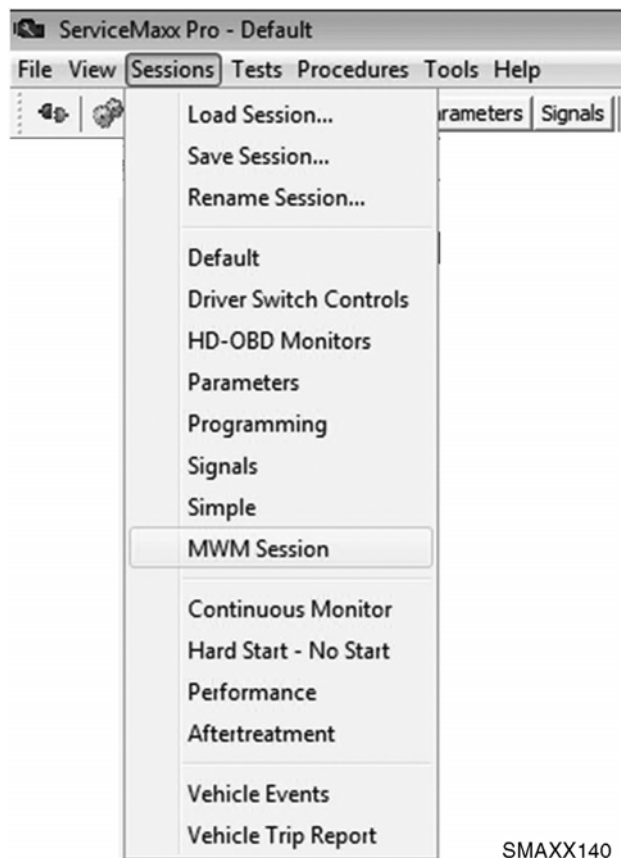 ServiceMaxx Pro - Default
File View Sessions Tests Procedures Tools Help
Load Session...
rameters Signals
Save Session...
Rename Session...
Default
Driver Switch Controls
HD-OBD Monitors
Parameters
Programming
Signals
Simple
MWM Session
Continuous Monitor
Hard Start - No Start
Performance
Aftertreatment
Vehicle Events
Vehicle Trip Report
SMAXX140